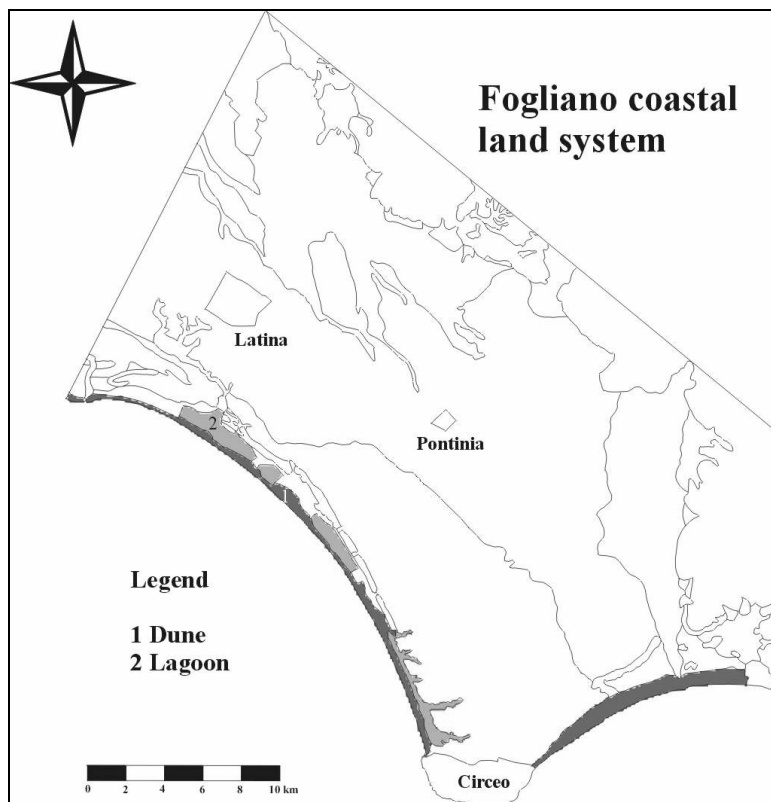 Fogliano coastal
land system
Latina
2
Pontinia
1
Legend
1 Dune
2 Lagoon
0 2 4 6 8 10 km
Circeo